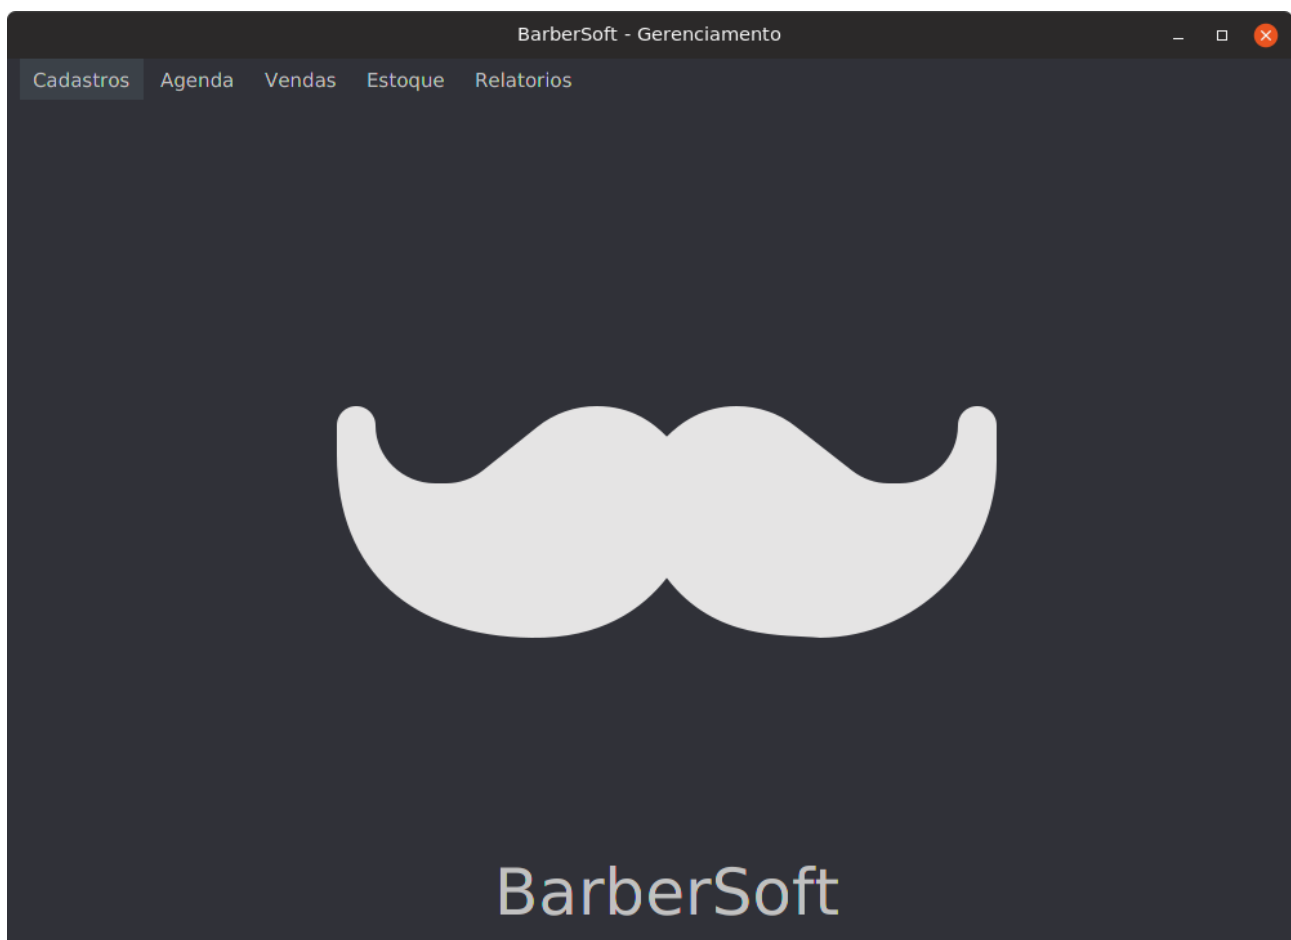 BarberSoft - Gerenciamento
Cadastros Agenda Vendas Estoque Relatorios
BarberSoft